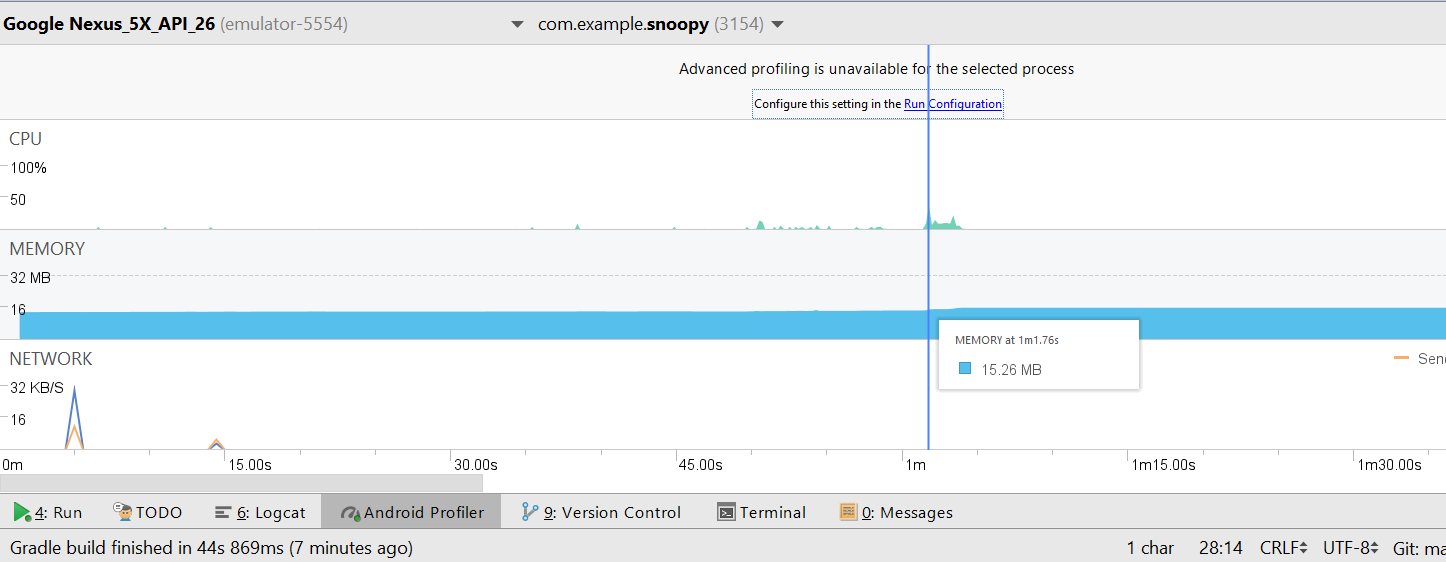 Google Nexus_5X_API_26 (emulator-5554) com.example.snoopy (3154)
Advanced profiling is unavailable for the selected process
Configure this setting in the Run Configuration
CPU
100%
50
MEMORY
32 MB
16
MEMORY at 1m1.76s
15.26 MB
NETWORK
Send
32 KB/S
16
0m 15.00s 30.00s 45.00s 1m 1m15.00s 1m30.00s
4: Run TODO 6: Logcat Android Profiler 9: Version Control Terminal 0: Messages
Gradle build finished in 44s 869ms (7 minutes ago) 1 char 28:14 CRLF UTF-8 Git: ma